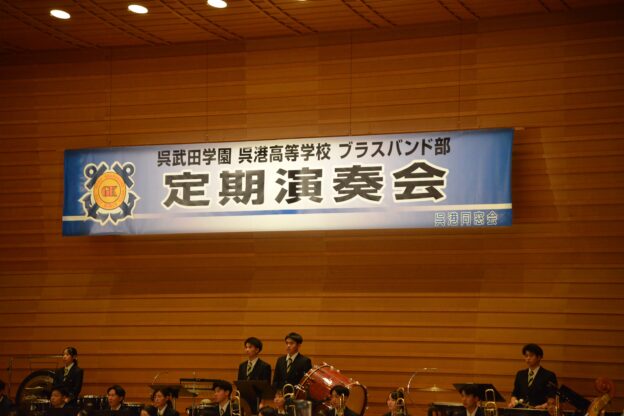 呉武田学園 呉港高等学校 ブラスバンド部
定期演奏会
呉港同窓会